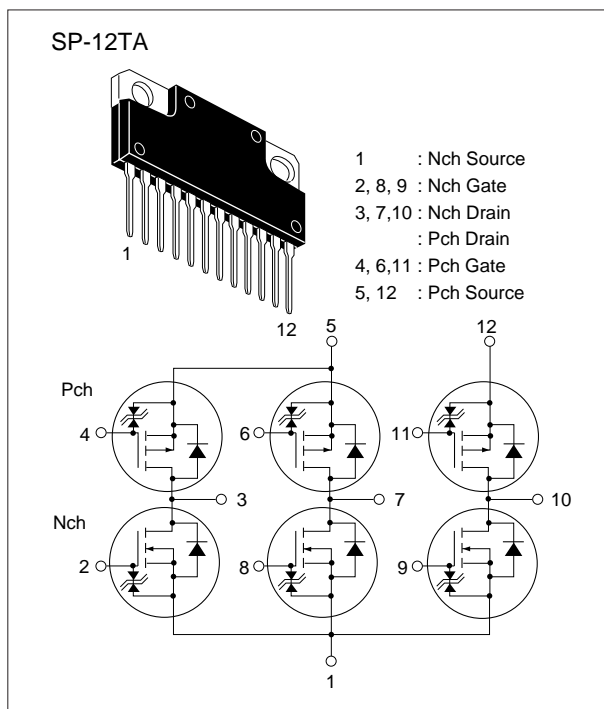 SP-12TA
1 : Nch Source
2, 8, 9 : Nch Gate
3, 7,10 : Nch Drain
: Pch Drain
4, 6,11 : Pch Gate
5, 12 : Pch Source
1
12
5
12
Pch
4
6
11
3
7
10
Nch
2
8
9
1